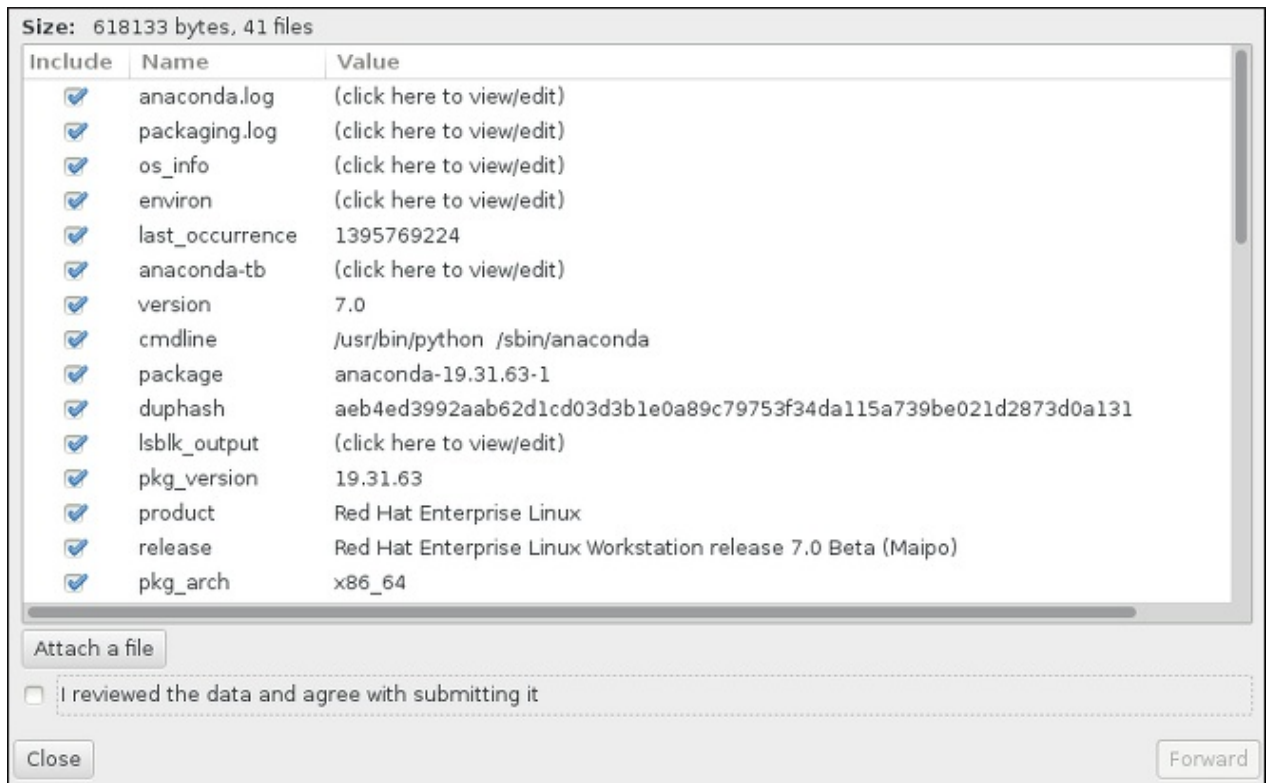 Size: 618133 bytes, 41 files
Include Name Value
anaconda.log (click here to view/edit)
packaging.log (click here to view/edit)
os_info (click here to view/edit)
environ (click here to view/edit)
last_occurrence 1395769224
anaconda-tb (click here to view/edit)
version 7.0
cmdline /usr/bin/python /sbin/anaconda
package anaconda-19.31.63-1
duphash aeb4ed3992aab62d1cd03d3b1e0a89c79753f34da115a739be021d2873d0a131
lsblk_output (click here to view/edit)
pkg_version 19.31.63
product Red Hat Enterprise Linux
release Red Hat Enterprise Linux Workstation release 7.0 Beta (Maipo)
pkg_arch x86_64
Attach a file
I reviewed the data and agree with submitting it
Close Forward